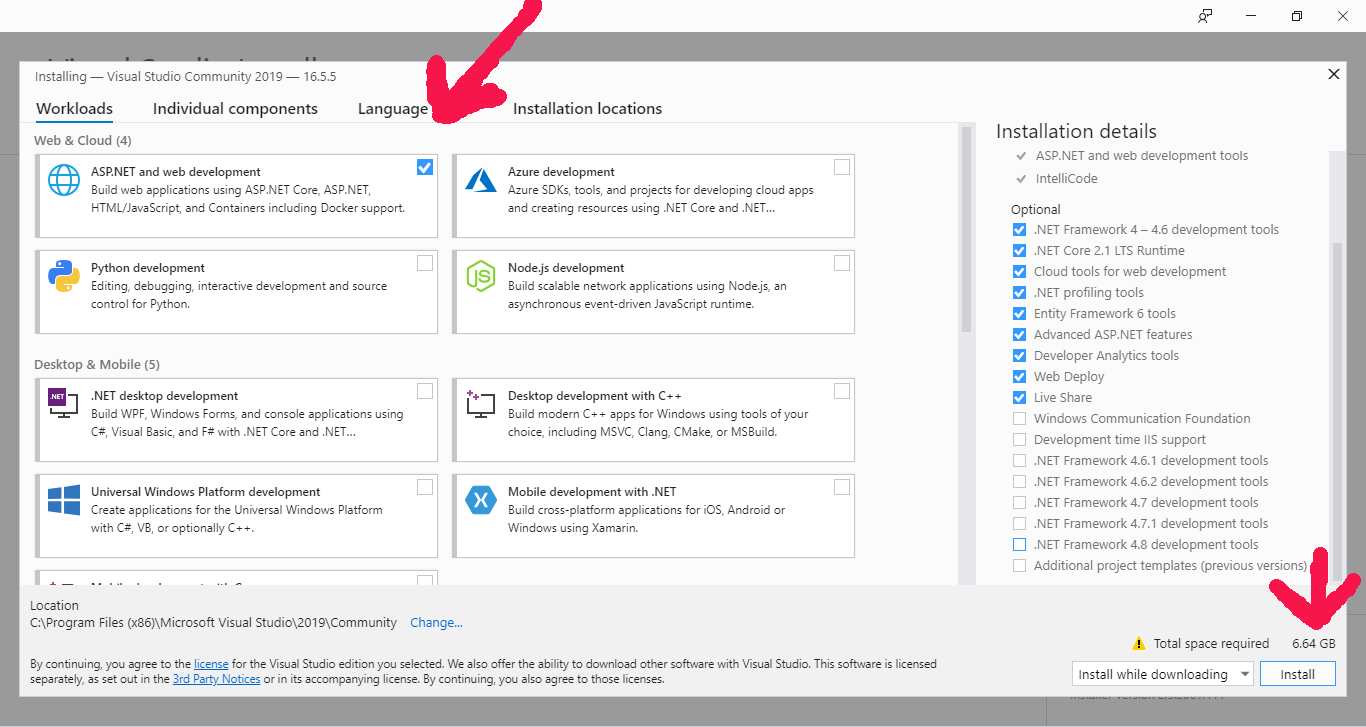 Installing — Visual Studio Community 2019 — 16.5.5
Workloads
Individual components
Language
Installation locations
Web & Cloud (4)
ASP.NET and web development
Build web applications using ASP.NET Core, ASP.NET,
HTML/JavaScript, and Containers including Docker support.
Azure development
Azure SDKs, tools, and projects for developing cloud apps
and creating resources using .NET Core and .NET...
Python development
Editing, debugging, interactive development and source
control for Python.
Node.js development
Build scalable network applications using Node.js, an
asynchronous event-driven JavaScript runtime.
Desktop & Mobile (5)
.NET
.NET desktop development
Build WPF, Windows Forms, and console applications using
C#, Visual Basic, and F# with .NET Core and .NET...
Desktop development with C++
Build modern C++ apps for Windows using tools of your
choice, including MSVC, Clang, CMake, or MSBuild.
Universal Windows Platform development
Create applications for the Universal Windows Platform
with C#, VB, or optionally C++.
Mobile development with .NET
Build cross-platform applications for iOS, Android or
Windows using Xamarin.
Installation details
ASP.NET and web development tools
IntelliCode
Optional
.NET Framework 4 – 4.6 development tools
.NET Core 2.1 LTS Runtime
Cloud tools for web development
.NET profiling tools
Entity Framework 6 tools
Advanced ASP.NET features
Developer Analytics tools
Web Deploy
Live Share
Windows Communication Foundation
Development time IIS support
.NET Framework 4.6.1 development tools
.NET Framework 4.6.2 development tools
.NET Framework 4.7 development tools
.NET Framework 4.7.1 development tools
.NET Framework 4.8 development tools
Additional project templates (previous versions)
Location
C:\Program Files (x86)\Microsoft Visual Studio\2019\Community Change...
Total space required 6.64 GB
By continuing, you agree to the license for the Visual Studio edition you selected. We also offer the ability to download other software with Visual Studio. This software is licensed
separately, as set out in the 3rd Party Notices or in its accompanying license. By continuing, you also agree to those licenses.
Install while downloading
Install